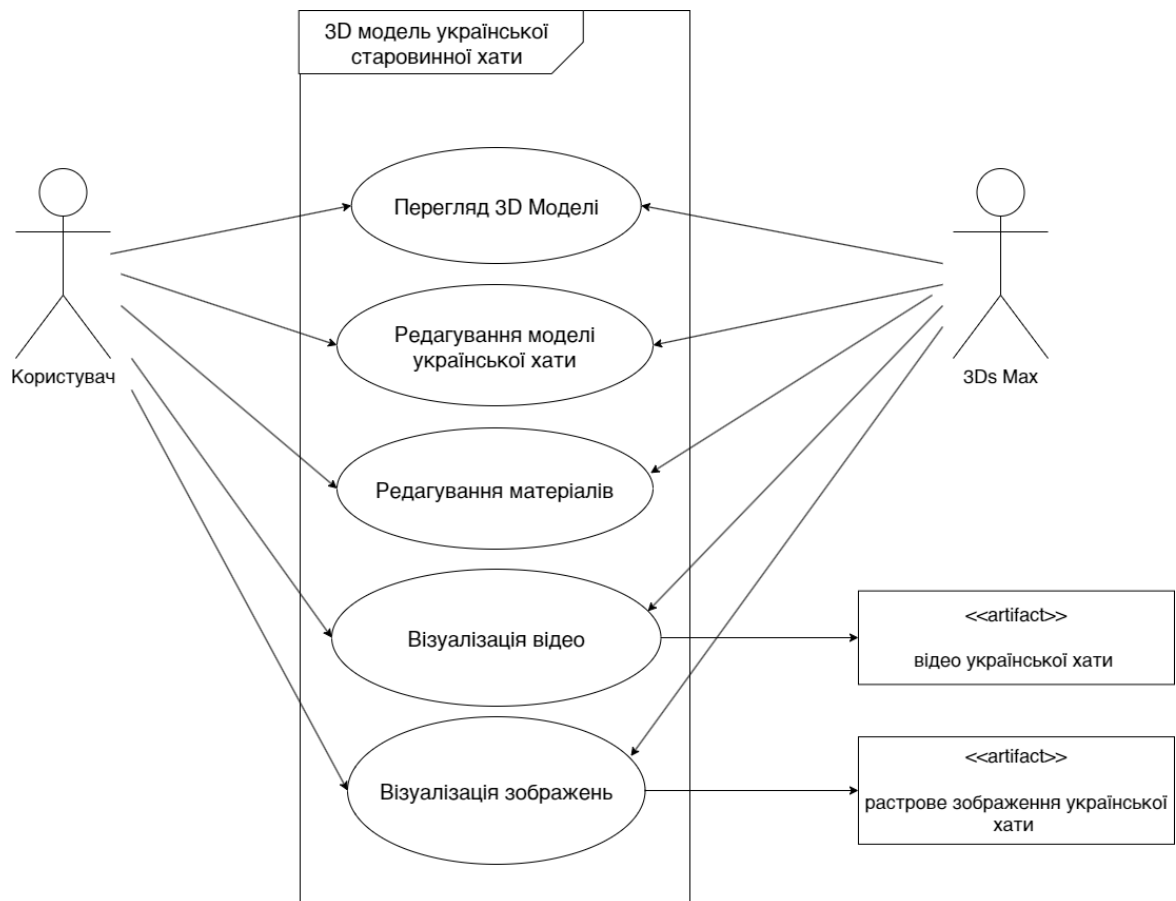 3D модель української
старовинної хати
Перегляд 3D Моделі
Редагування моделі
української хати
Користувач
3Ds Max
Редагування матеріалів
Візуалізація відео
<<artifact>>
відео української хати
Візуалізація зображень
<<artifact>>
растрове зображення української
хати